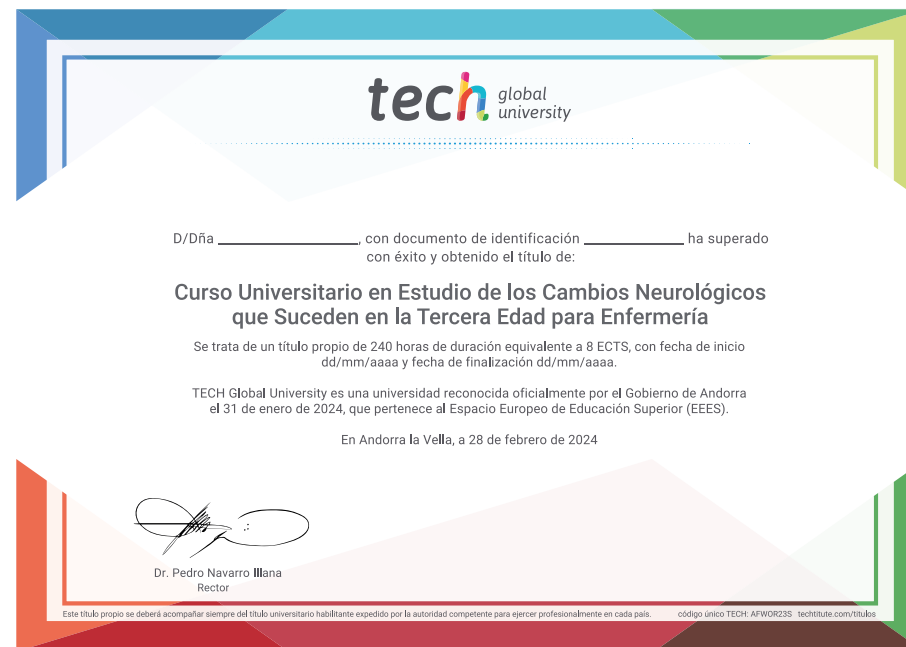 tech global university
D/Dña ____________, con documento de identificación ____________ ha superado
con éxito y obtenido el título de:
Curso Universitario en Estudio de los Cambios Neurológicos
que Suceden en la Tercera Edad para Enfermería
Se trata de un título propio de 240 horas de duración equivalente a 8 ECTS, con fecha de inicio
dd/mm/aaaa y fecha de finalización dd/mm/aaaa.
TECH Global University es una universidad reconocida oficialmente por el Gobierno de Andorra
el 31 de enero de 2024, que pertenece al Espacio Europeo de Educación Superior (EEES).
En Andorra la Vella, a 28 de febrero de 2024
Dr. Pedro Navarro Illana
Rector
Este título propio se deberá acompañar siempre del título universitario habilitante expedido por la autoridad competente para ejercer profesionalmente en cada país. código único TECH: AFWOR23S techtitute.com/titulos